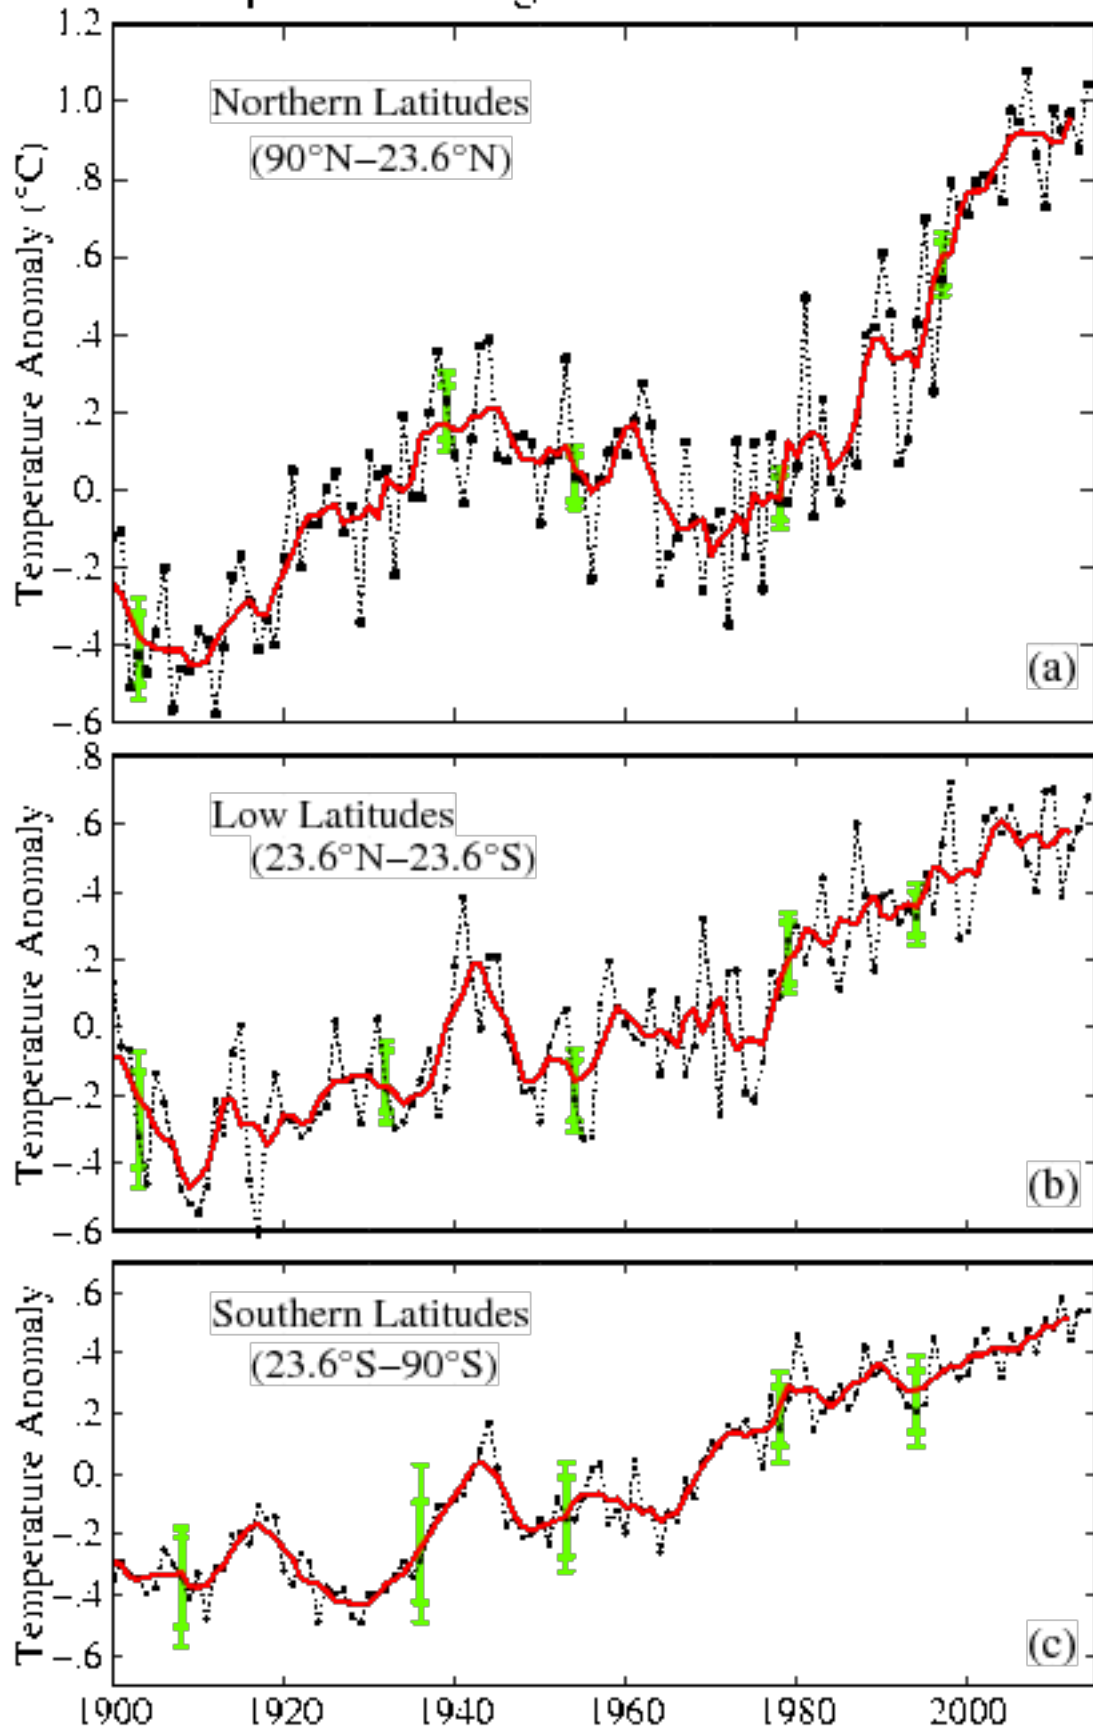 1.2
1.0
.8
.6
.4
.2
0.
-.2
-.4
-.6
Temperature Anomaly (°C)
Northern Latitudes
(90°N–23.6°N)
(a)
.8
.6
.4
.2
0.
-.2
-.4
-.6
Temperature Anomaly
Low Latitudes
(23.6°N–23.6°S)
(b)
.6
.4
.2
0.
-.2
-.4
-.6
Temperature Anomaly
Southern Latitudes
(23.6°S–90°S)
(c)
1900 1920 1940 1960 1980 2000